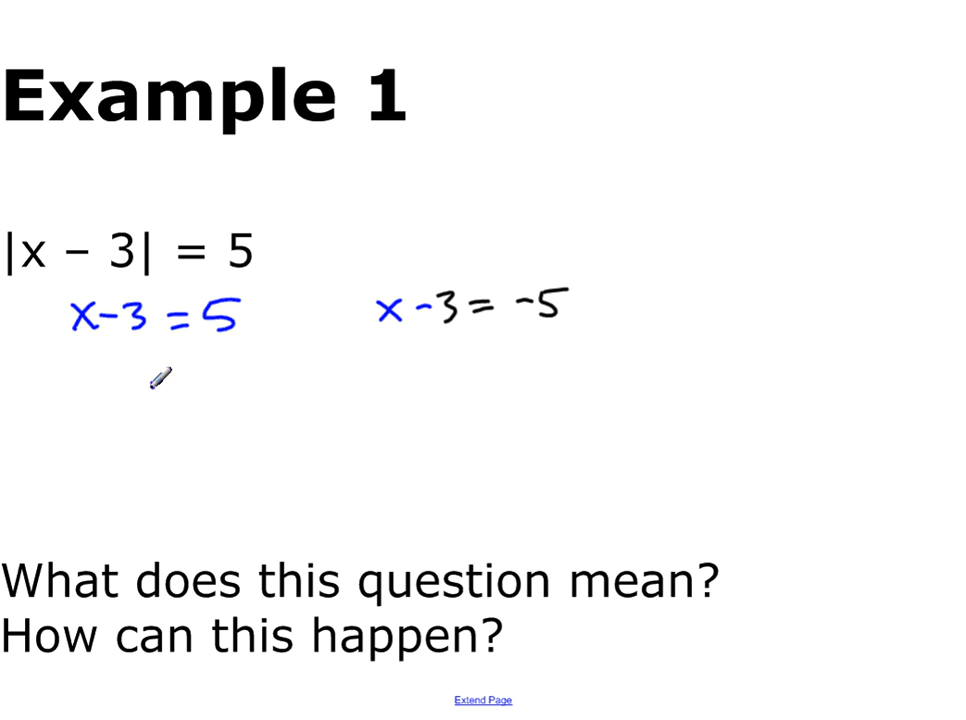 Example 1
|x – 3| = 5
x-3 = 5
x-3 = -5
What does this question mean?
How can this happen?
Extend Page